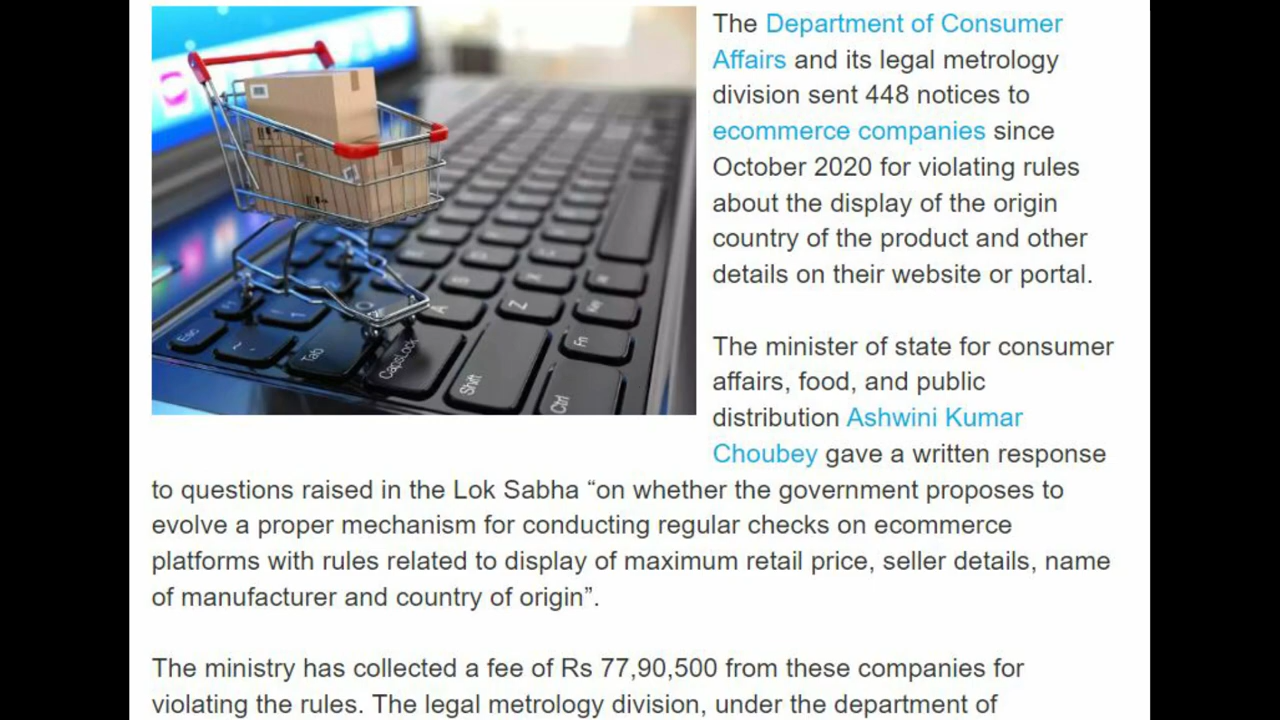 The Department of Consumer
Affairs and its legal metrology
division sent 448 notices to
ecommerce companies since
October 2020 for violating rules
about the display of the origin
country of the product and other
details on their website or portal.
The minister of state for consumer
affairs, food, and public
distribution Ashwini Kumar
Choubey gave a written response
to questions raised in the Lok Sabha “on whether the government proposes to
evolve a proper mechanism for conducting regular checks on ecommerce
platforms with rules related to display of maximum retail price, seller details, name
of manufacturer and country of origin”.
The ministry has collected a fee of Rs 77,90,500 from these companies for
violating the rules. The legal metrology division, under the department of
Esc
Tab
CapsLock
A
Z
Shift
Fn
Ctrl